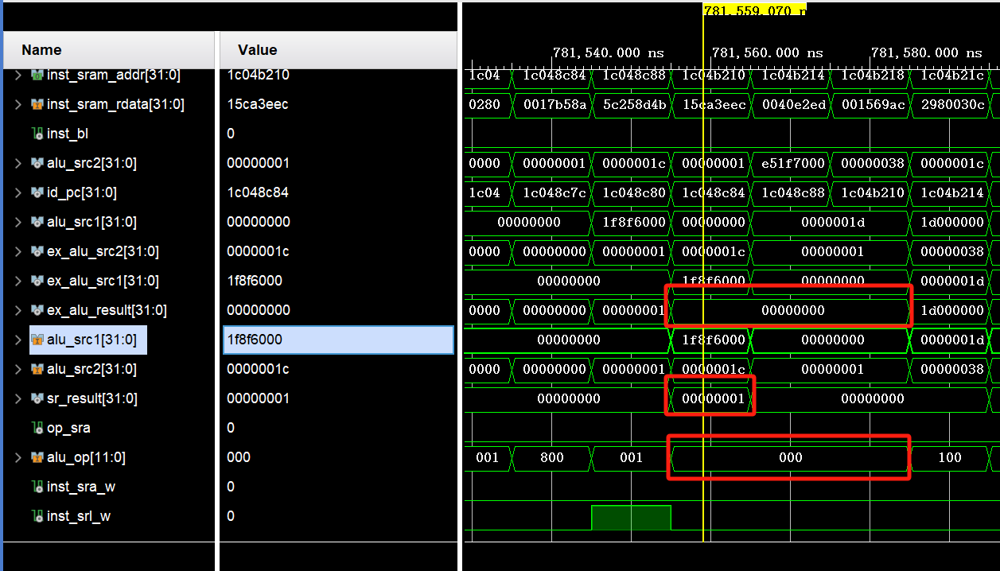 781,559.070 n
Name Value 781,540.000 ns 781,560.000 ns 781,580.000 ns
inst_sram_addr[31:0] 1c04b210 1c04 1c048c84 1c048c88 1c04b210 1c04b214 1c04b218 1c04b21c
inst_sram_rdata[31:0] 15ca3eec 0280 0017b58a 5c258d4b 15ca3eec 0040e2ed 001569ac 2980030c
inst_bl 0
alu_src2[31:0] 00000001 0000 00000001 0000001c 00000001 e51f7000 00000038 0000001c
id_pc[31:0] 1c048c84 1c04 1c048c7c 1c048c80 1c048c84 1c048c88 1c04b210 1c04b214
alu_src1[31:0] 00000000 00000000 1f8f6000 00000000 0000001d 1d000000
ex_alu_src2[31:0] 0000001c 0000 00000000 00000001 0000001c 00000001 00000038
ex_alu_src1[31:0] 1f8f6000 00000000 1f8f6000 00000000 0000001d
ex_alu_result[31:0] 00000000 0000 00000000 00000001 00000000 1d000000
alu_src1[31:0] 1f8f6000 00000000 1f8f6000 00000000 0000001d
alu_src2[31:0] 0000001c 0000 00000000 00000001 0000001c 00000001 00000038
sr_result[31:0] 00000001 00000000 00000001 00000000
op_sra 0
alu_op[11:0] 000 001 800 001 000 100
inst_sra_w 0
inst_srl_w 0